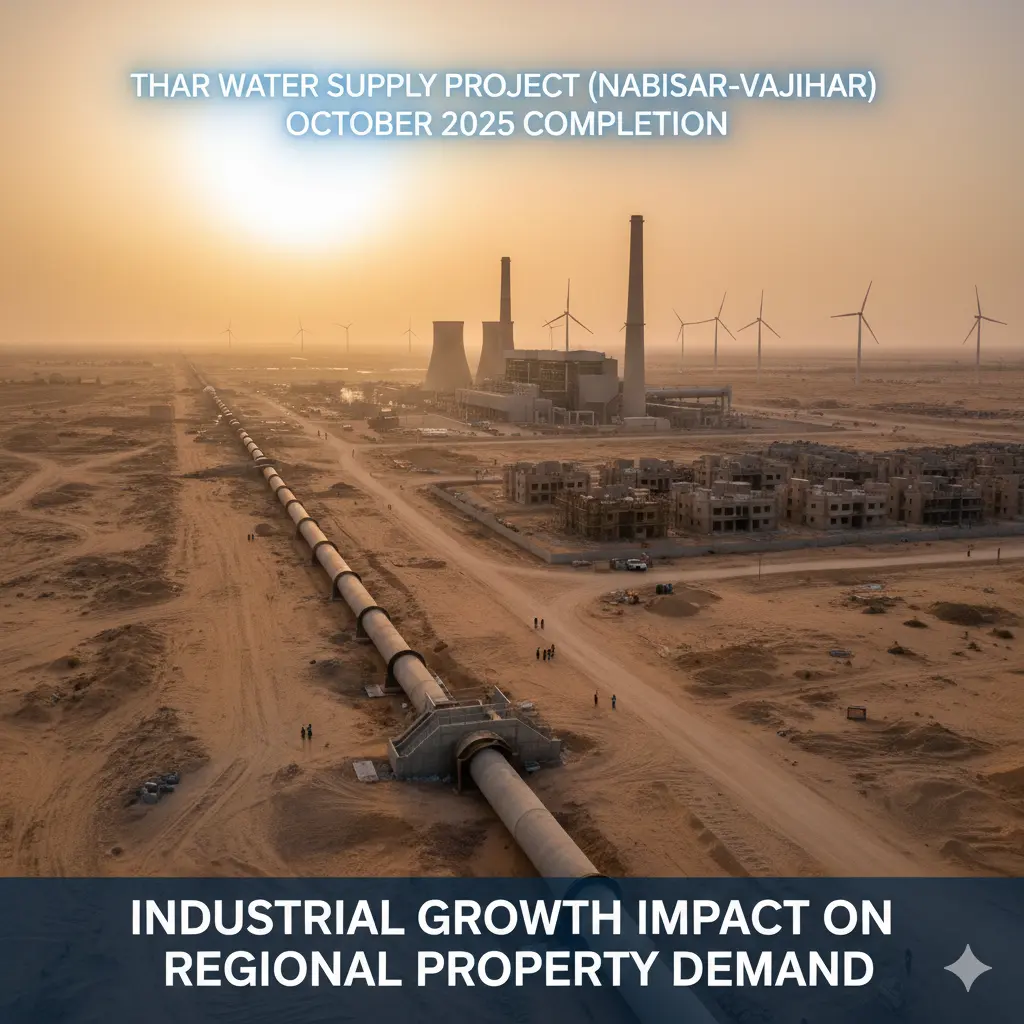 THAR WATER SUPPLY PROJECT (NABISAR-VAJIHAR)
OCTOBER 2025 COMPLETION
INDUSTRIAL GROWTH IMPACT ON
REGIONAL PROPERTY DEMAND